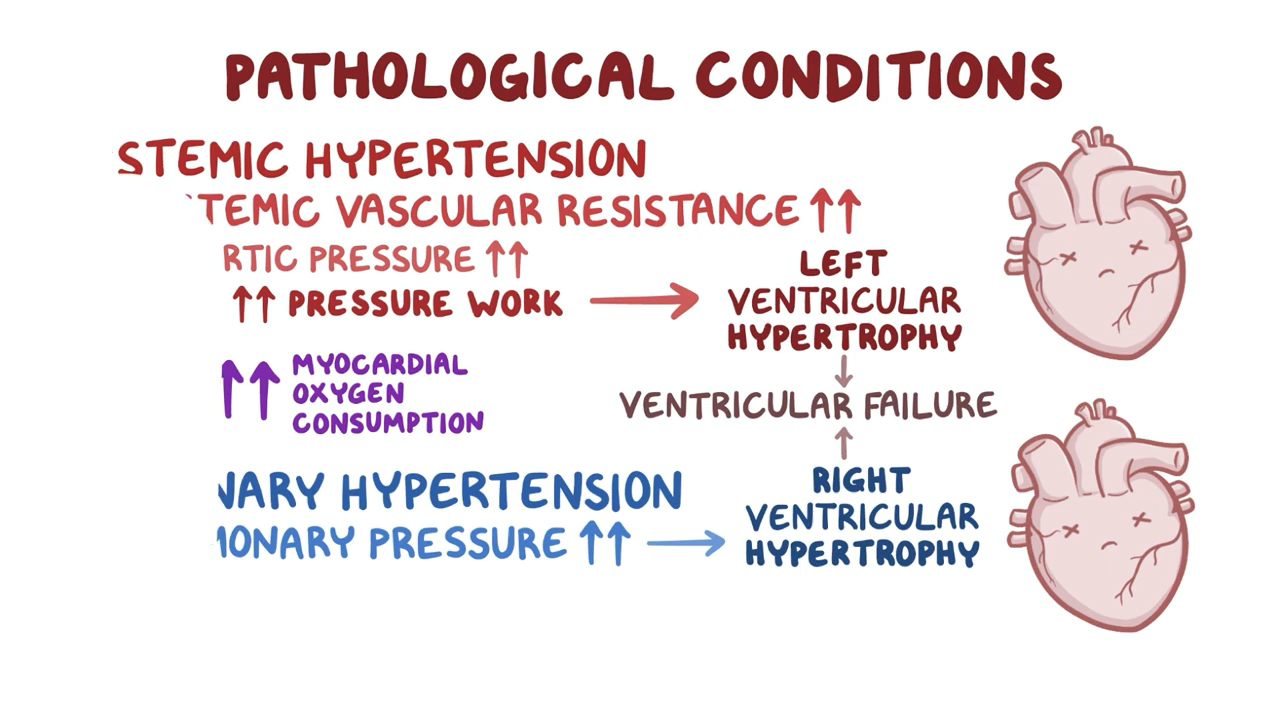 PATHOLOGICAL CONDITIONS
STEMIC HYPERTENSION
TEMIC VASCULAR RESISTANCE ↑↑
RTIC PRESSURE ↑↑
↑↑ PRESSURE WORK →
LEFT
VENTRICULAR
HYPERTROPHY
↑↑ MYOCARDIAL
OXYGEN
CONSUMPTION
VENTRICULAR FAILURE
NARY HYPERTENSION
ONARY PRESSURE ↑↑ →
RIGHT
VENTRICULAR
HYPERTROPHY